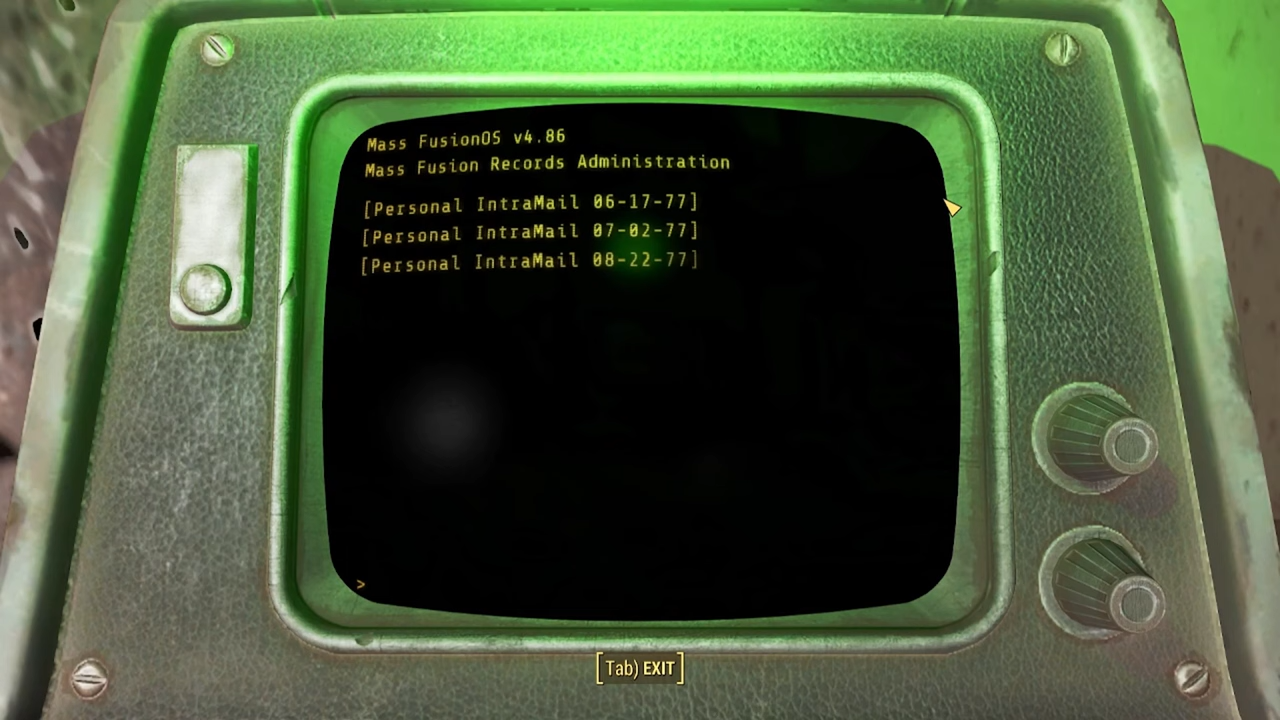 Mass FusionOS v4.86
Mass Fusion Records Administration
[Personal IntraMail 06-17-77]
[Personal IntraMail 07-02-77]
[Personal IntraMail 08-22-77]
>
[Tab) EXIT]